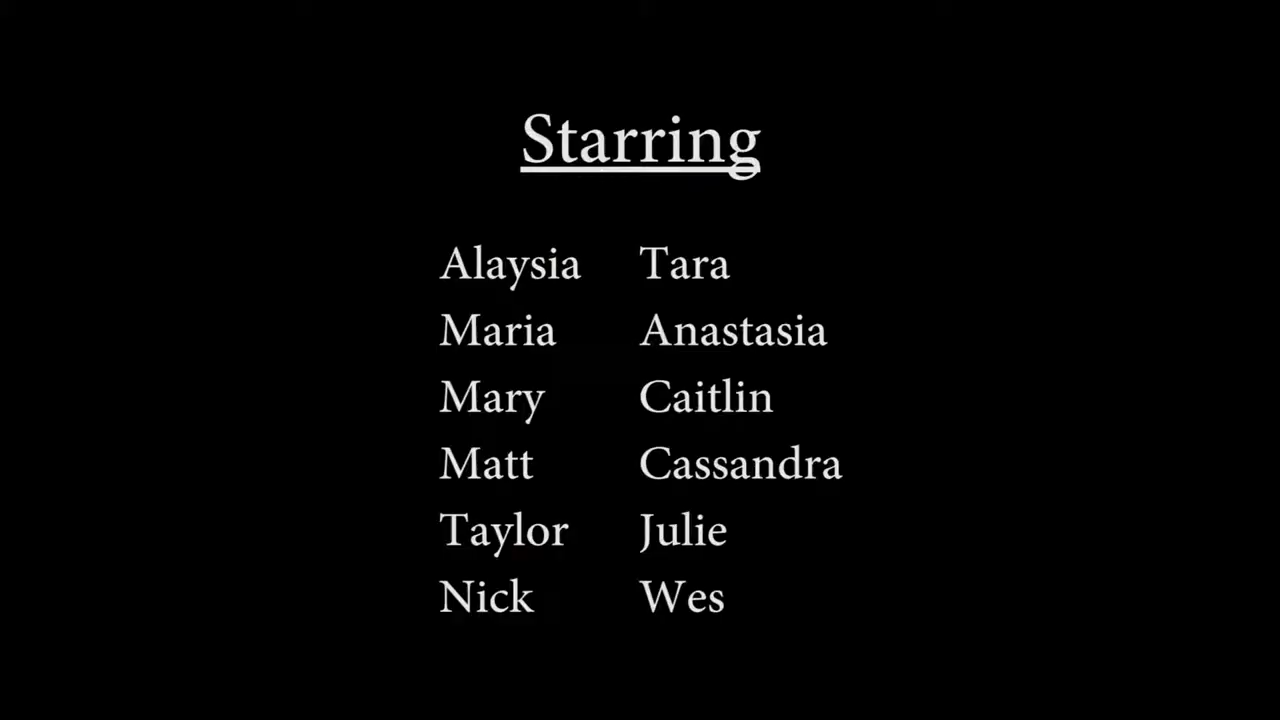 Starring
Alaysia Tara
Maria Anastasia
Mary Caitlin
Matt Cassandra
Taylor Julie
Nick Wes